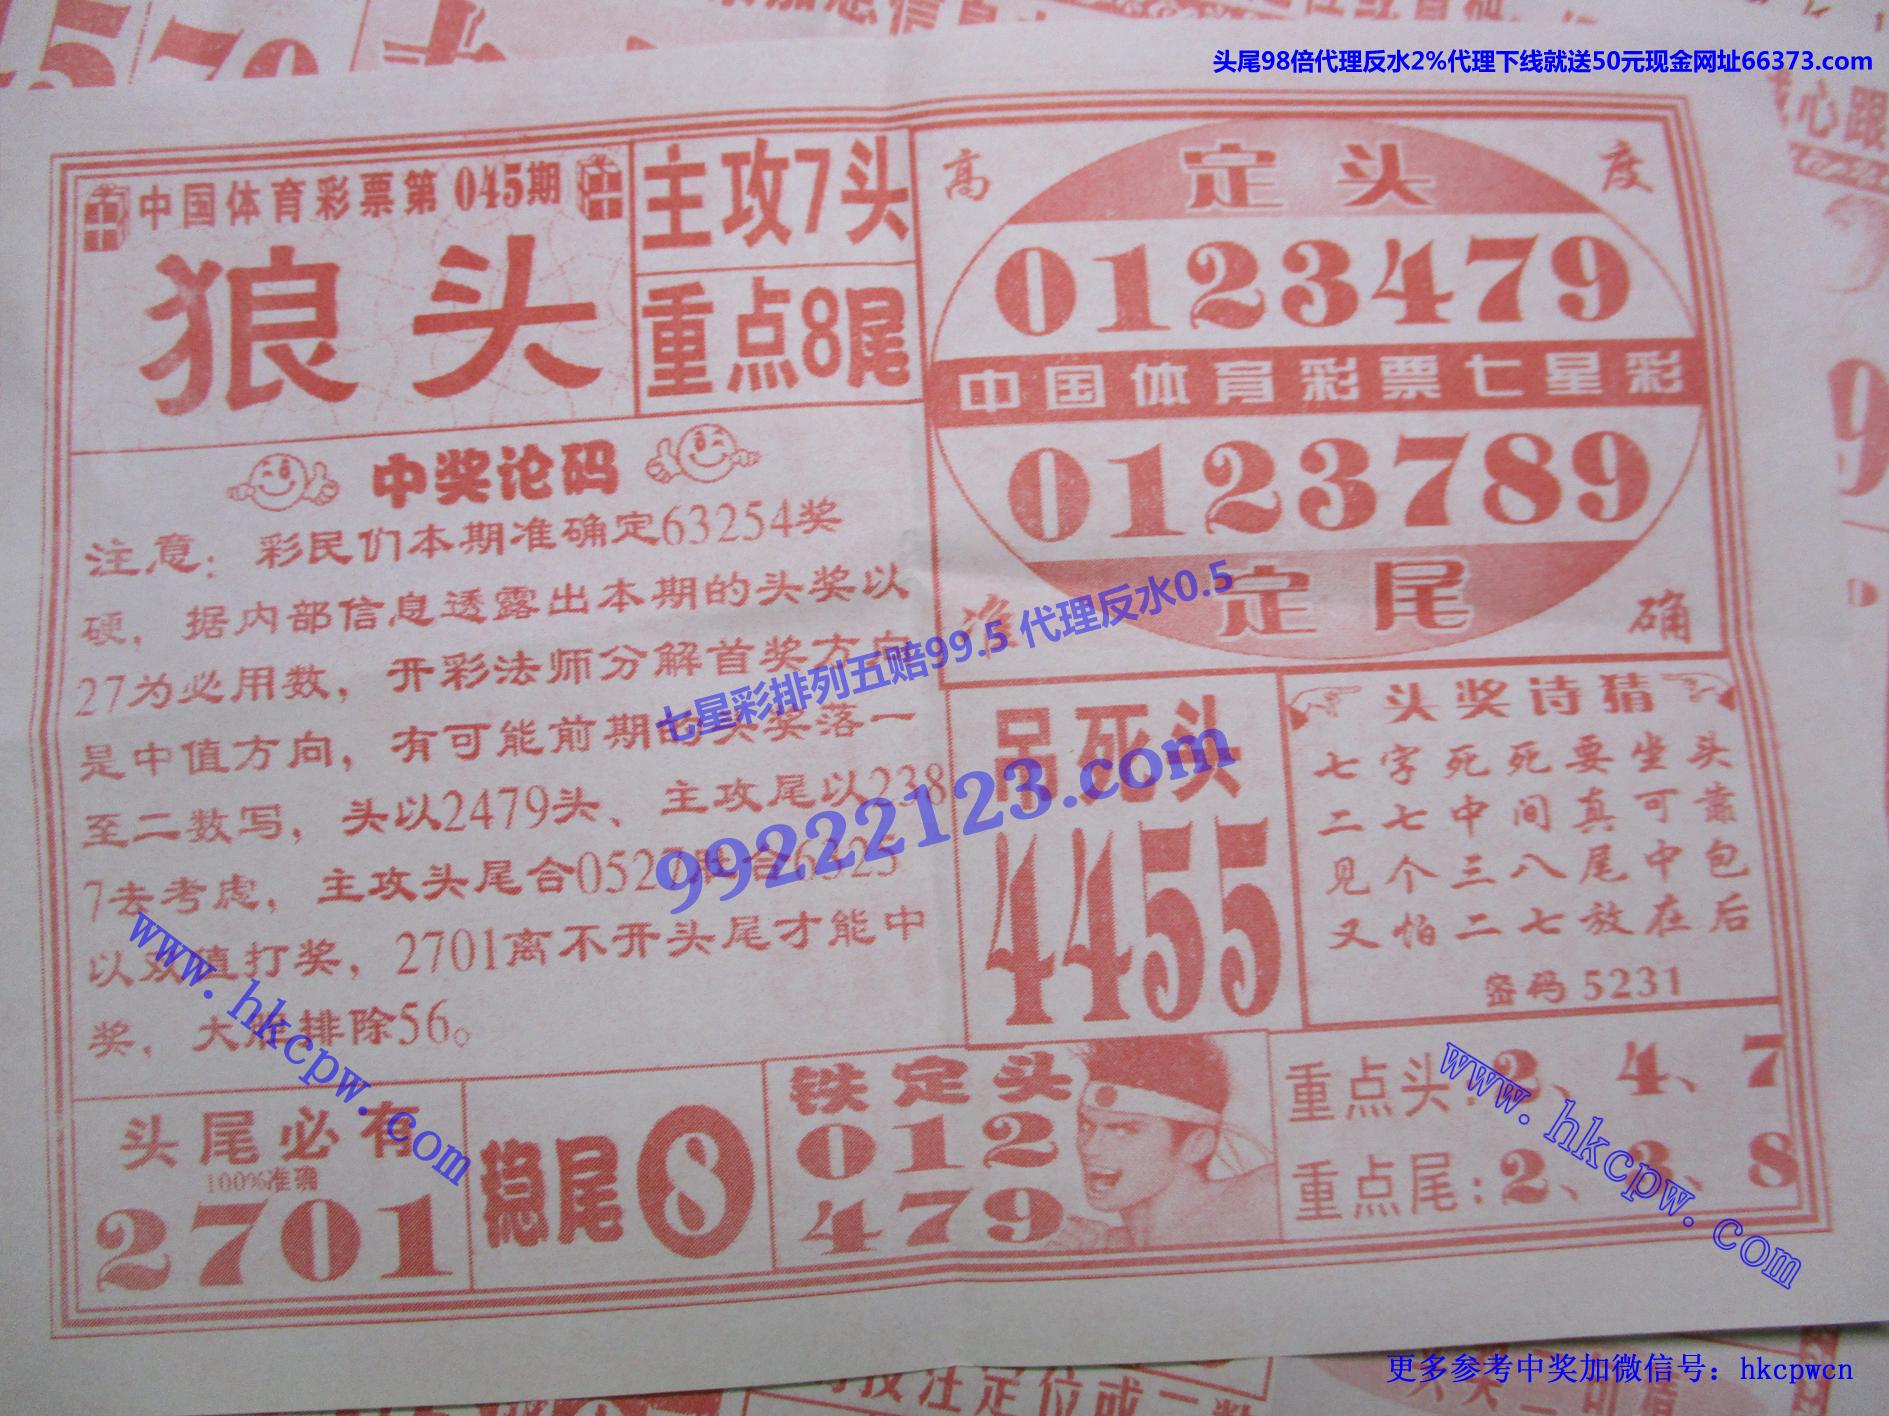 头尾98倍代理反水2%代理下线就送50元现金网址66373.com
中国体育彩票第045期
狼头
主攻7头
重点8尾
高度
定头
0123479
中国体育彩票七星彩
0123789
定尾
准确
中奖论码
注意：彩民们本期准确定63254奖
硬，据内部信息透露出本期的头奖以
27为必用数，开彩法师分解首奖方向
是中值方向，有可能前期的头奖落一
至二数写，头以2479头、主攻尾以238
7去考虑，主攻头尾合0527 合6325
以双值打奖，2701离不开头尾才能中
奖，大胆排除56。
七星彩排列五赔99.5 代理反水0.5
99222123.com
吊死头
4455
头奖诗猜
七字死死要坐头
二七中间真可靠
见个三八尾中包
又怕二七放在后
密码 5231
头尾必有
100%准确
2701
稳尾8
铁定头
012
479
重点头：2、4、7
重点尾：2、3、8
www.hkcpw.com
www.hkcpw.com
更多参考中奖加微信号：hkcpwcn